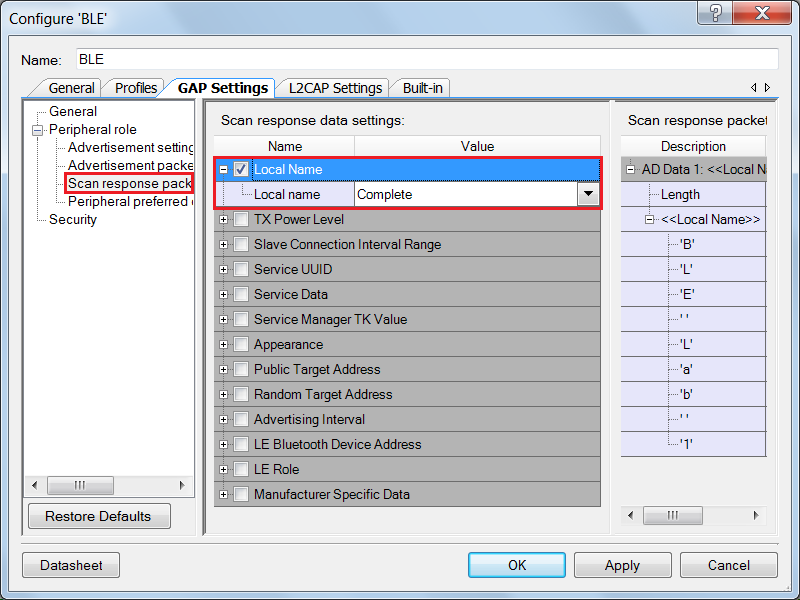 Configure 'BLE'
Name: BLE
General Profiles GAP Settings L2CAP Settings Built-in
General
Peripheral role
Advertisement setting
Advertisement packe
Scan response pack
Peripheral preferred
Security
Restore Defaults
Scan response data settings:
Name Value
Local Name
Local name Complete
TX Power Level
Slave Connection Interval Range
Service UUID
Service Data
Service Manager TK Value
Appearance
Public Target Address
Random Target Address
Advertising Interval
LE Bluetooth Device Address
LE Role
Manufacturer Specific Data
Scan response packet
Description
AD Data 1: <<Local N
Length
<<Local Name>>
'B'
'L'
'E'
' '
'L'
'a'
'b'
' '
'1'
Datasheet OK Apply Cancel